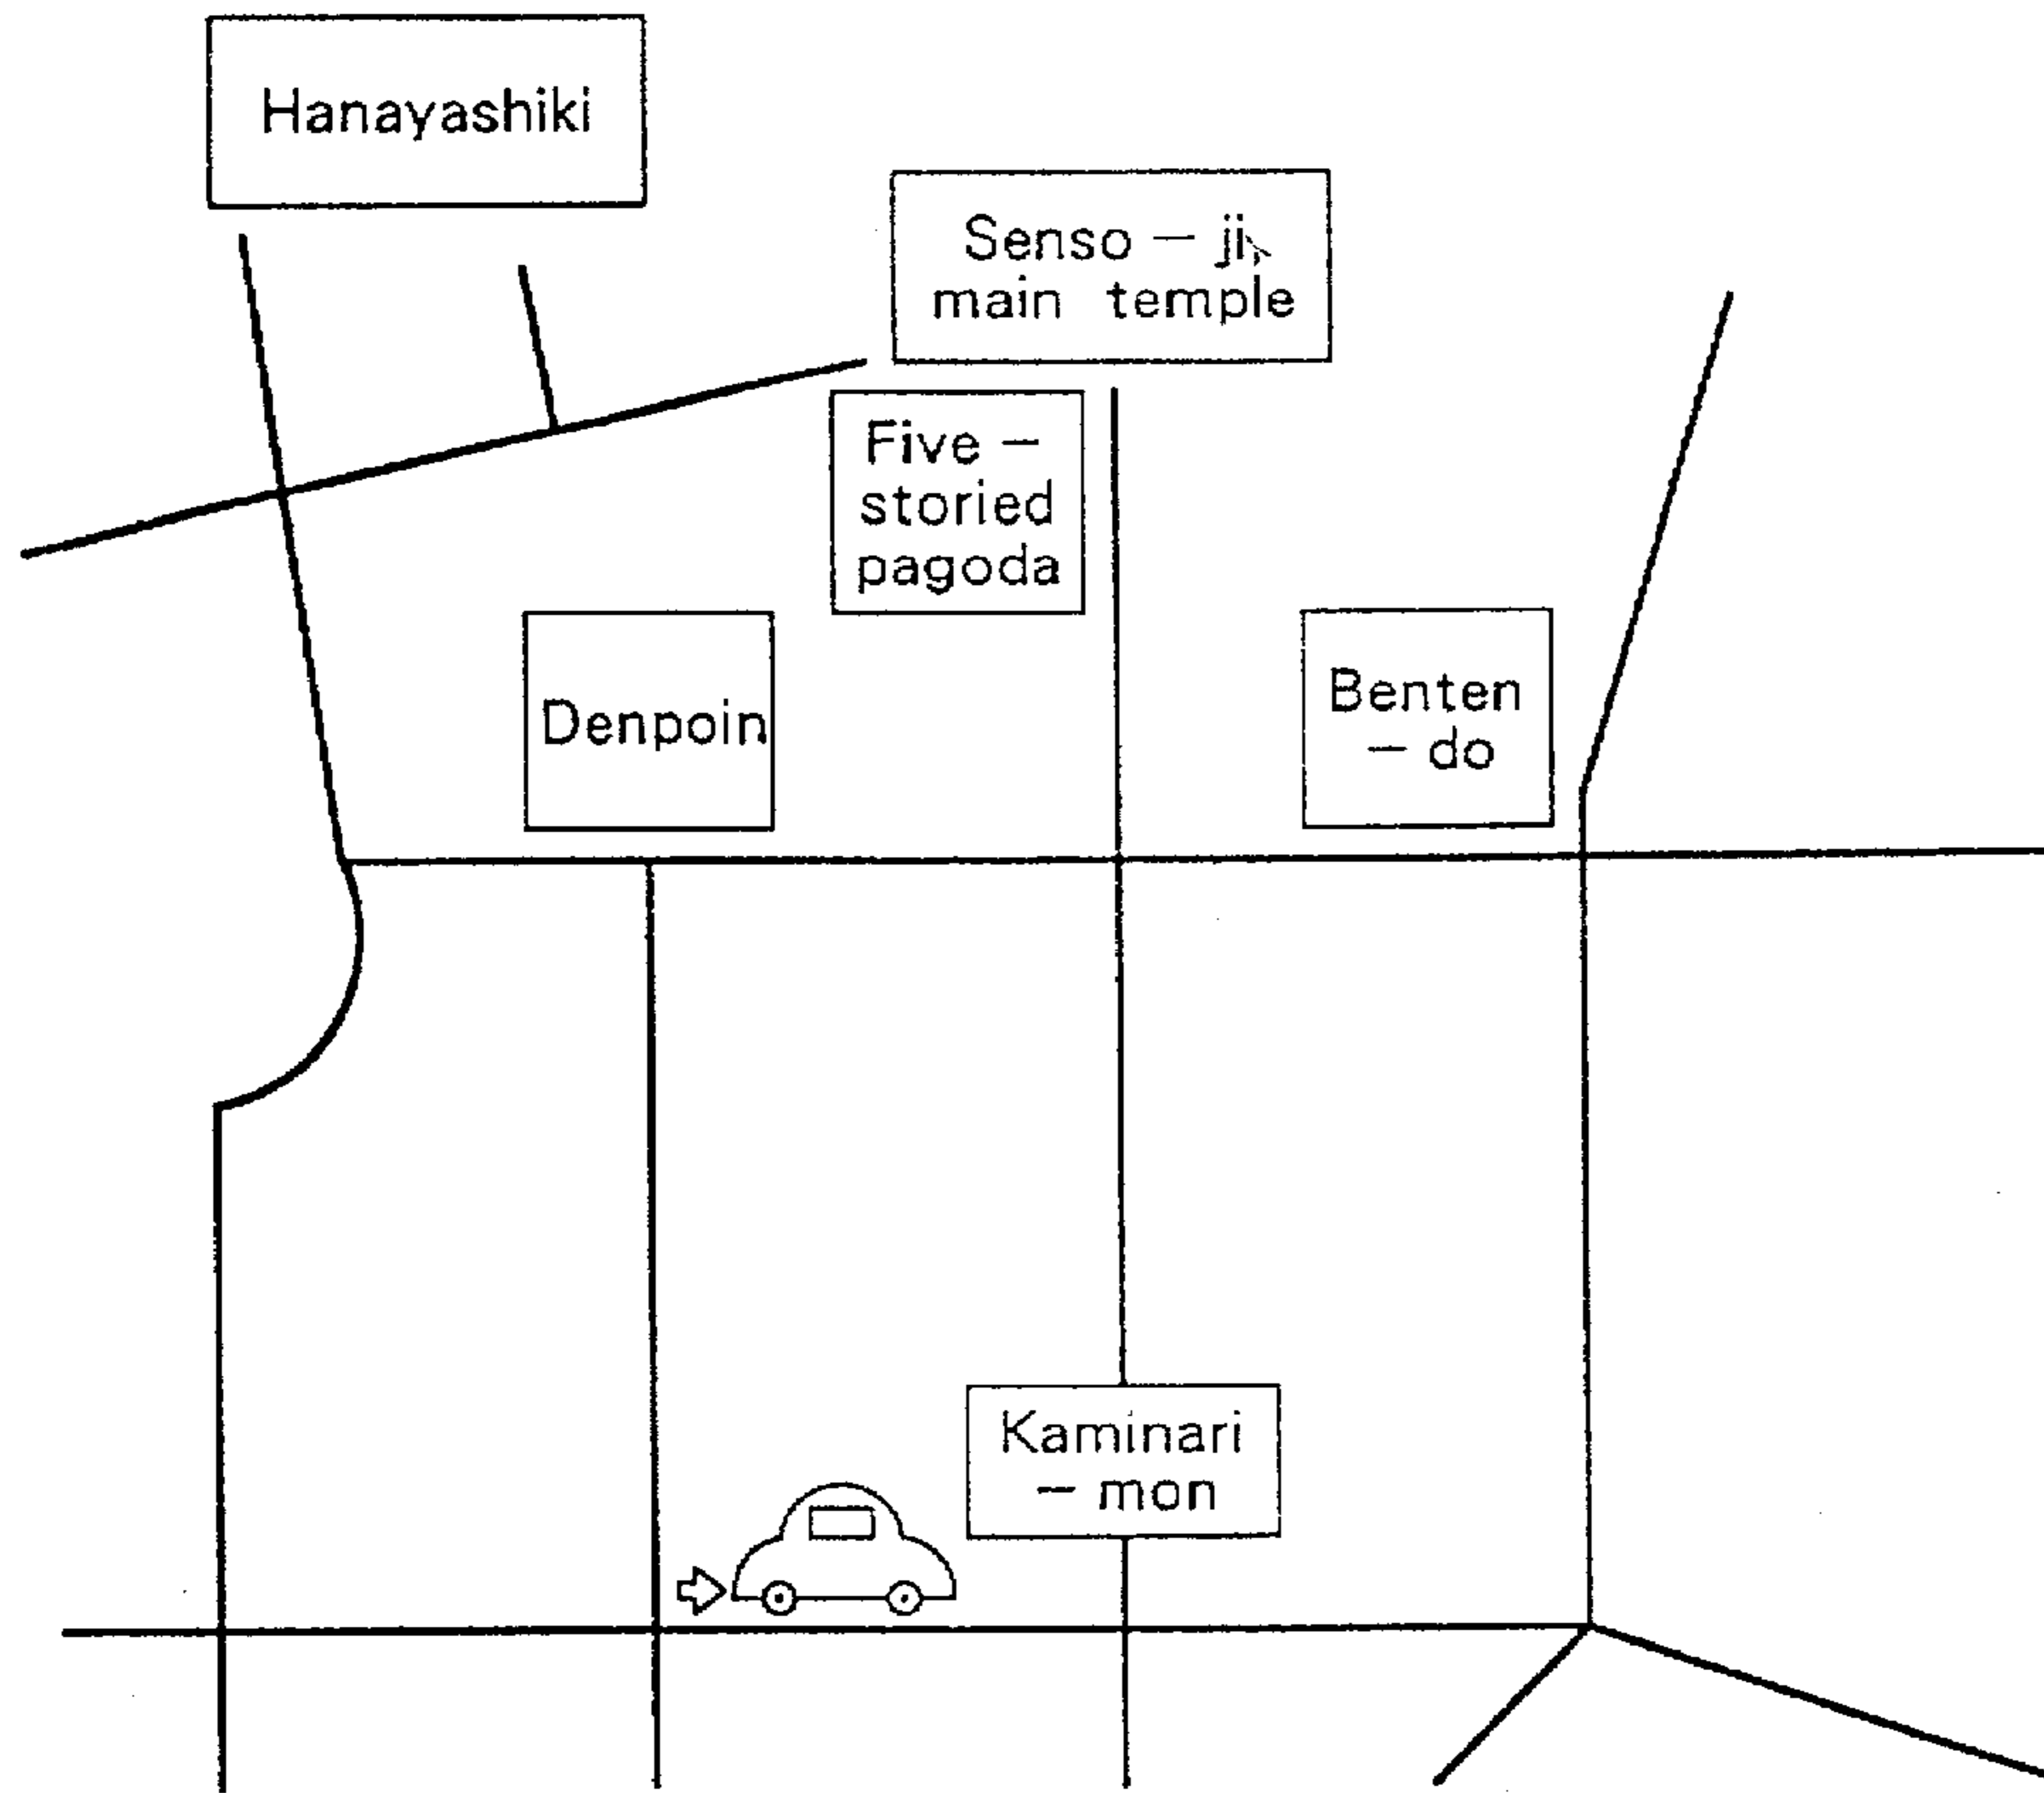 Hanayashiki
Senso – ji
main temple
Five –
storied
pagoda
Denpoin
Benten
– do
Kaminari
– mon